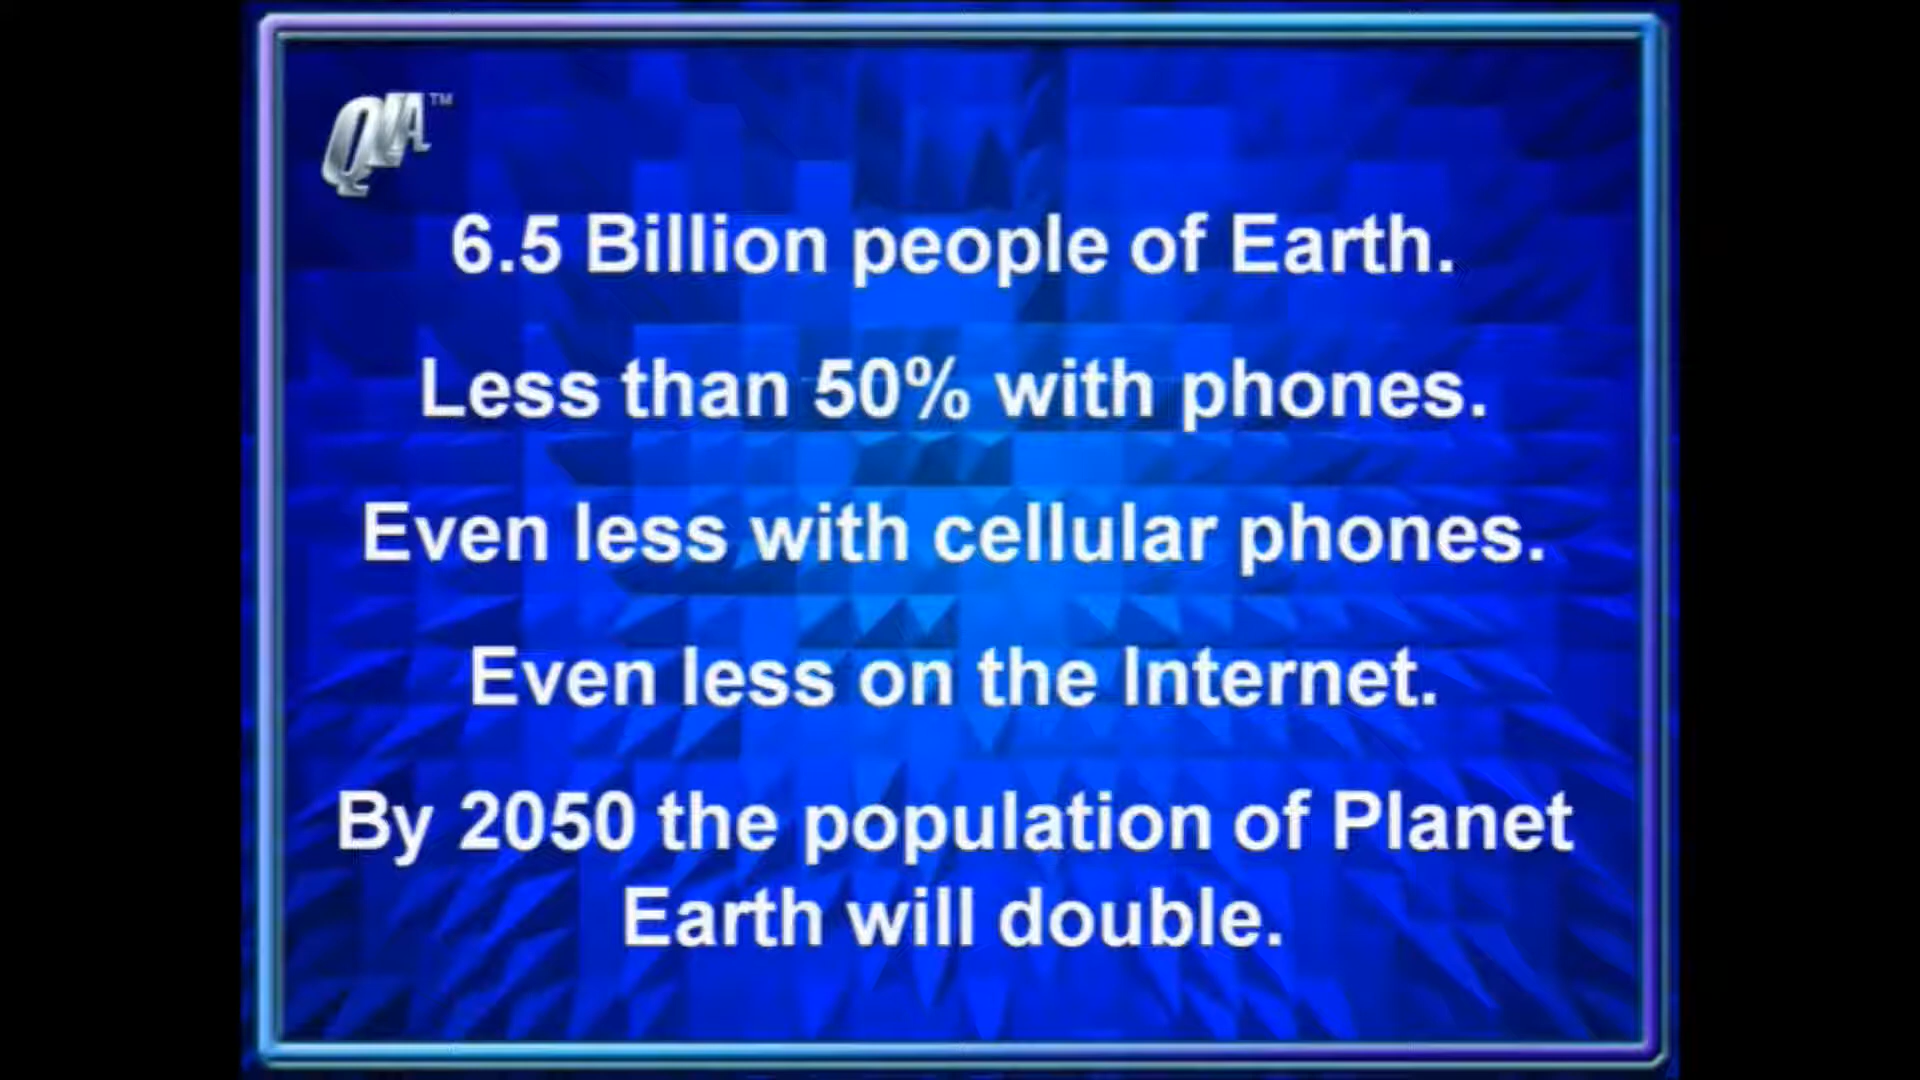 QVA™
6.5 Billion people of Earth.
Less than 50% with phones.
Even less with cellular phones.
Even less on the Internet.
By 2050 the population of Planet
Earth will double.